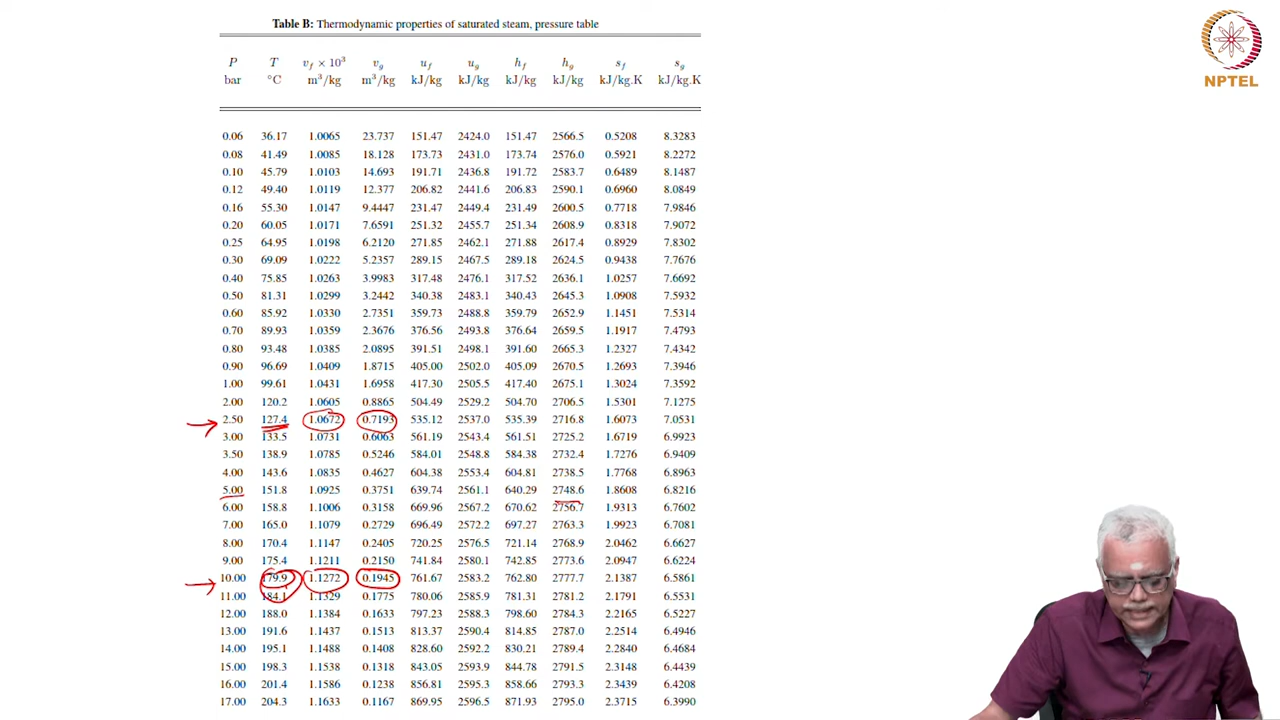 Table B: Thermodynamic properties of saturated steam, pressure table
P T v_f × 10³ v_g u_f u_g h_f h_g s_f s_g
bar °C m³/kg m³/kg kJ/kg kJ/kg kJ/kg kJ/kg kJ/kg.K kJ/kg.K
0.06 36.17 1.0065 23.737 151.47 2424.0 151.47 2566.5 0.5208 8.3283
0.08 41.49 1.0085 18.128 173.73 2431.0 173.74 2576.0 0.5921 8.2272
0.10 45.79 1.0103 14.693 191.71 2436.8 191.72 2583.7 0.6489 8.1487
0.12 49.40 1.0119 12.377 206.82 2441.6 206.83 2590.1 0.6960 8.0849
0.16 55.30 1.0147 9.4447 231.47 2449.4 231.49 2600.5 0.7718 7.9846
0.20 60.05 1.0171 7.6591 251.32 2455.7 251.34 2608.9 0.8318 7.9072
0.25 64.95 1.0198 6.2120 271.85 2462.1 271.88 2617.4 0.8929 7.8302
0.30 69.09 1.0222 5.2357 289.15 2467.5 289.18 2624.5 0.9438 7.7676
0.40 75.85 1.0263 3.9983 317.48 2476.1 317.52 2636.1 1.0257 7.6692
0.50 81.31 1.0299 3.2442 340.38 2483.1 340.43 2645.3 1.0908 7.5932
0.60 85.92 1.0330 2.7351 359.73 2488.8 359.79 2652.9 1.1451 7.5314
0.70 89.93 1.0359 2.3676 376.56 2493.8 376.64 2659.5 1.1917 7.4793
0.80 93.48 1.0385 2.0895 391.51 2498.1 391.60 2665.3 1.2327 7.4342
0.90 96.69 1.0409 1.8715 405.00 2502.0 405.09 2670.5 1.2693 7.3946
1.00 99.61 1.0431 1.6958 417.30 2505.5 417.40 2675.1 1.3024 7.3592
2.00 120.2 1.0605 0.8865 504.49 2529.2 504.70 2706.5 1.5301 7.1275
2.50 127.4 1.0672 0.7193 535.12 2537.0 535.39 2716.8 1.6073 7.0531
3.00 133.5 1.0731 0.6063 561.19 2543.4 561.51 2725.2 1.6719 6.9923
3.50 138.9 1.0785 0.5246 584.01 2548.8 584.38 2732.4 1.7276 6.9409
4.00 143.6 1.0835 0.4627 604.38 2553.4 604.81 2738.5 1.7768 6.8963
5.00 151.8 1.0925 0.3751 639.74 2561.1 640.29 2748.6 1.8608 6.8216
6.00 158.8 1.1006 0.3158 669.96 2567.2 670.62 2756.7 1.9313 6.7602
7.00 165.0 1.1079 0.2729 696.49 2572.2 697.27 2763.3 1.9923 6.7081
8.00 170.4 1.1147 0.2405 720.25 2576.5 721.14 2768.9 2.0462 6.6627
9.00 175.4 1.1211 0.2150 741.84 2580.1 742.85 2773.6 2.0947 6.6224
10.00 179.9 1.1272 0.1945 761.67 2583.2 762.80 2777.7 2.1387 6.5861
11.00 184.1 1.1329 0.1775 780.06 2585.9 781.31 2781.2 2.1791 6.5531
12.00 188.0 1.1384 0.1633 797.23 2588.3 798.60 2784.3 2.2165 6.5227
13.00 191.6 1.1437 0.1513 813.37 2590.4 814.85 2787.0 2.2514 6.4946
14.00 195.1 1.1488 0.1408 828.60 2592.2 830.21 2789.4 2.2840 6.4684
15.00 198.3 1.1538 0.1318 843.05 2593.9 844.78 2791.5 2.3148 6.4439
16.00 201.4 1.1586 0.1238 856.81 2595.3 858.66 2793.3 2.3439 6.4208
17.00 204.3 1.1633 0.1167 869.95 2596.5 871.93 2795.0 2.3715 6.3990
NPTEL